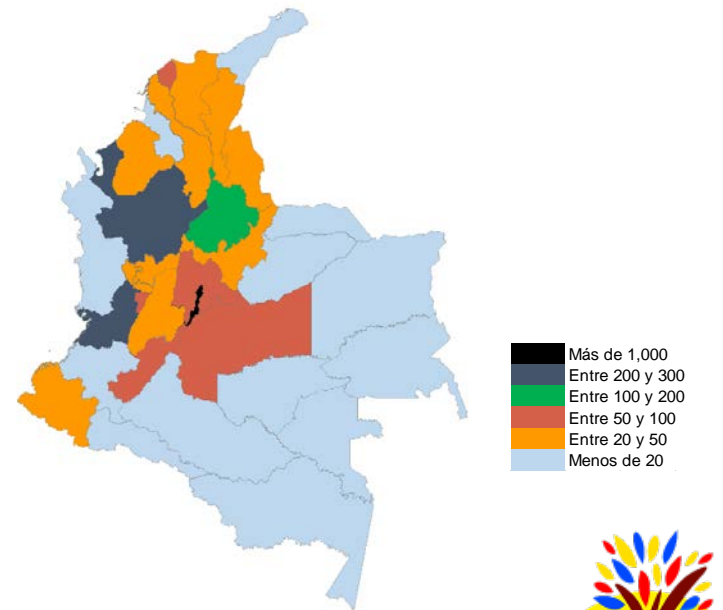 Más de 1,000
Entre 200 y 300
Entre 100 y 200
Entre 50 y 100
Entre 20 y 50
Menos de 20